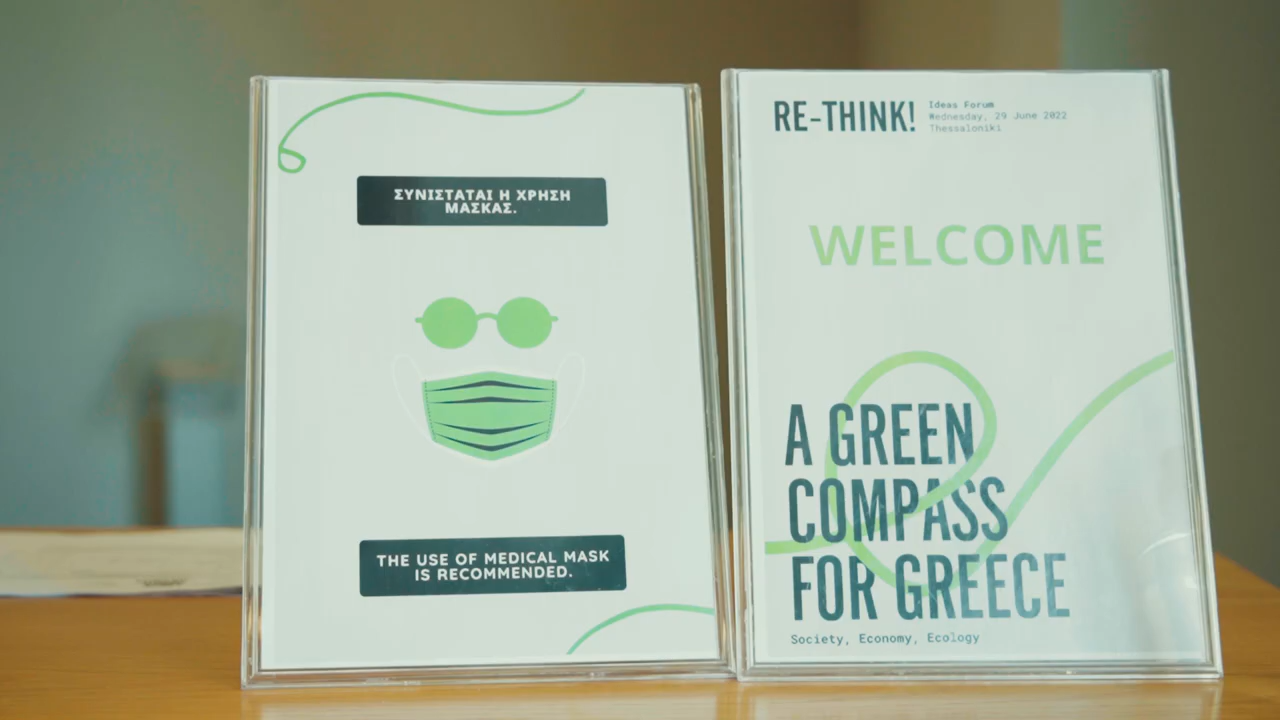 ΣΥΝΙΣΤΑΤΑΙ Η ΧΡΗΣΗ
ΜΑΣΚΑΣ.
THE USE OF MEDICAL MASK
IS RECOMMENDED.
RE-THINK!
Ideas Forum
Wednesday, 29 June 2022
Thessaloniki
WELCOME
A GREEN
COMPASS
FOR GREECE
Society, Economy, Ecology